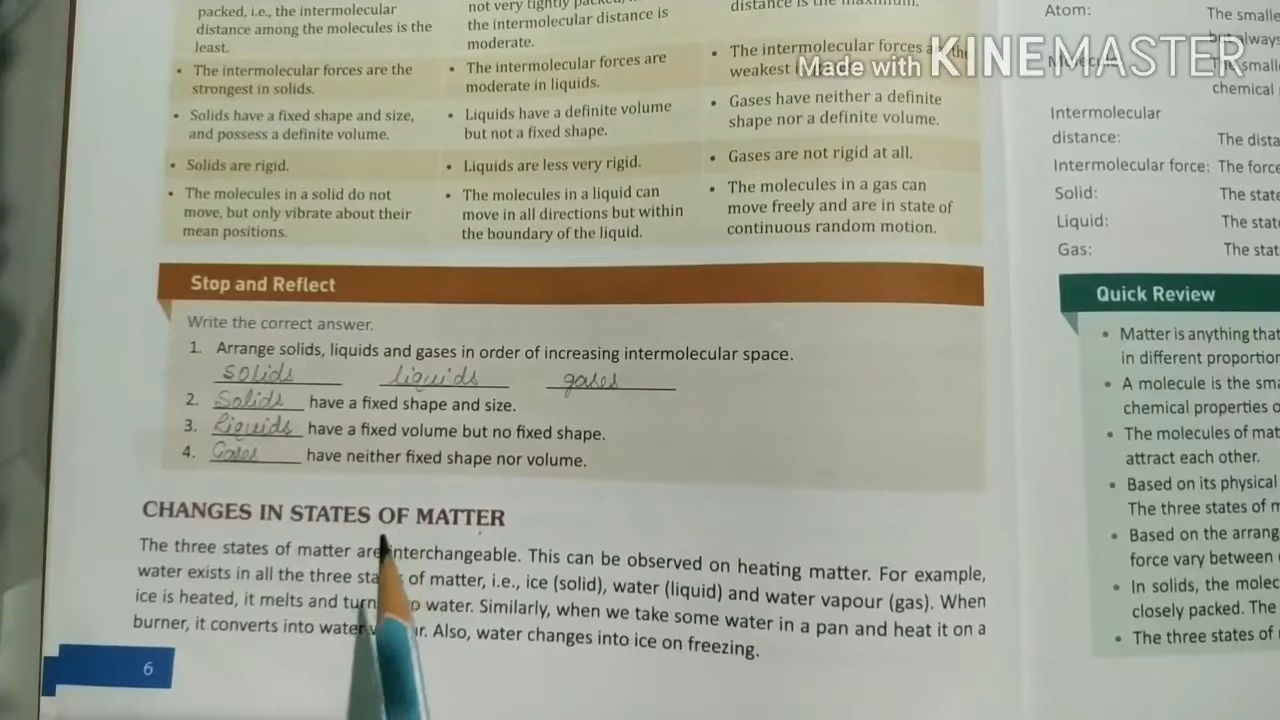 packed, i.e., the intermolecular
distance among the molecules is the
least.
• The intermolecular forces are the
strongest in solids.
• Solids have a fixed shape and size,
and possess a definite volume.
• Solids are rigid.
• The molecules in a solid do not
move, but only vibrate about their
mean positions.
not very tightly packed,
the intermolecular distance is
moderate.
• The intermolecular forces are
moderate in liquids.
• Liquids have a definite volume
but not a fixed shape.
• Liquids are less very rigid.
• The molecules in a liquid can
move in all directions but within
the boundary of the liquid.
distance is the maximum.
• The intermolecular forces
weakest
• Gases have neither a definite
shape nor a definite volume.
• Gases are not rigid at all.
• The molecules in a gas can
move freely and are in state of
continuous random motion.
Made with KINEMASTER
Stop and Reflect
Write the correct answer.
1. Arrange solids, liquids and gases in order of increasing intermolecular space.
solids liquids gases
2. Solids have a fixed shape and size.
3. Liquids have a fixed volume but no fixed shape.
4. Gases have neither fixed shape nor volume.
CHANGES IN STATES OF MATTER
The three states of matter are interchangeable. This can be observed on heating matter. For example,
water exists in all the three of matter, i.e., ice (solid), water (liquid) and water vapour (gas). When
ice is heated, it melts and water. Similarly, when we take some water in a pan and heat it on a
burner, it converts into water Also, water changes into ice on freezing.
6
Atom: The
but always
The
chemical
Intermolecular
distance: The
Intermolecular force: The
Solid: The
Liquid: The
Gas: The
Quick Review
• Matter is anything that
in different
• A molecule is the
chemical properties
• The molecules of
attract each other.
• Based on its physical
The three states of
• Based on the
force vary between
• In solids, the
closely packed. The
• The three states of